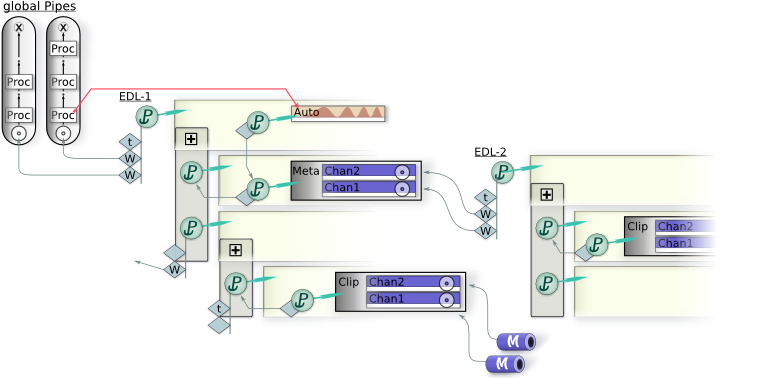 global Pipes
X
X
Proc
Proc
Proc
Proc
Proc
EDL-1
Auto
t
W
W
EDL-2
Meta
Chan2
Chan1
t
W
W
Clip
Chan2
Chan1
W
Clip
Chan2
Chan1
t
M
M